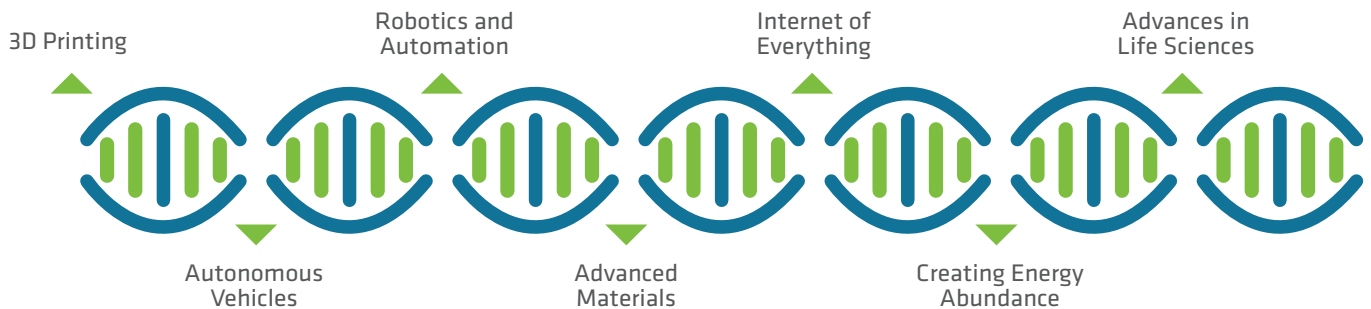 3D Printing
Robotics and
Automation
Internet of
Everything
Advances in
Life Sciences
Autonomous
Vehicles
Advanced
Materials
Creating Energy
Abundance